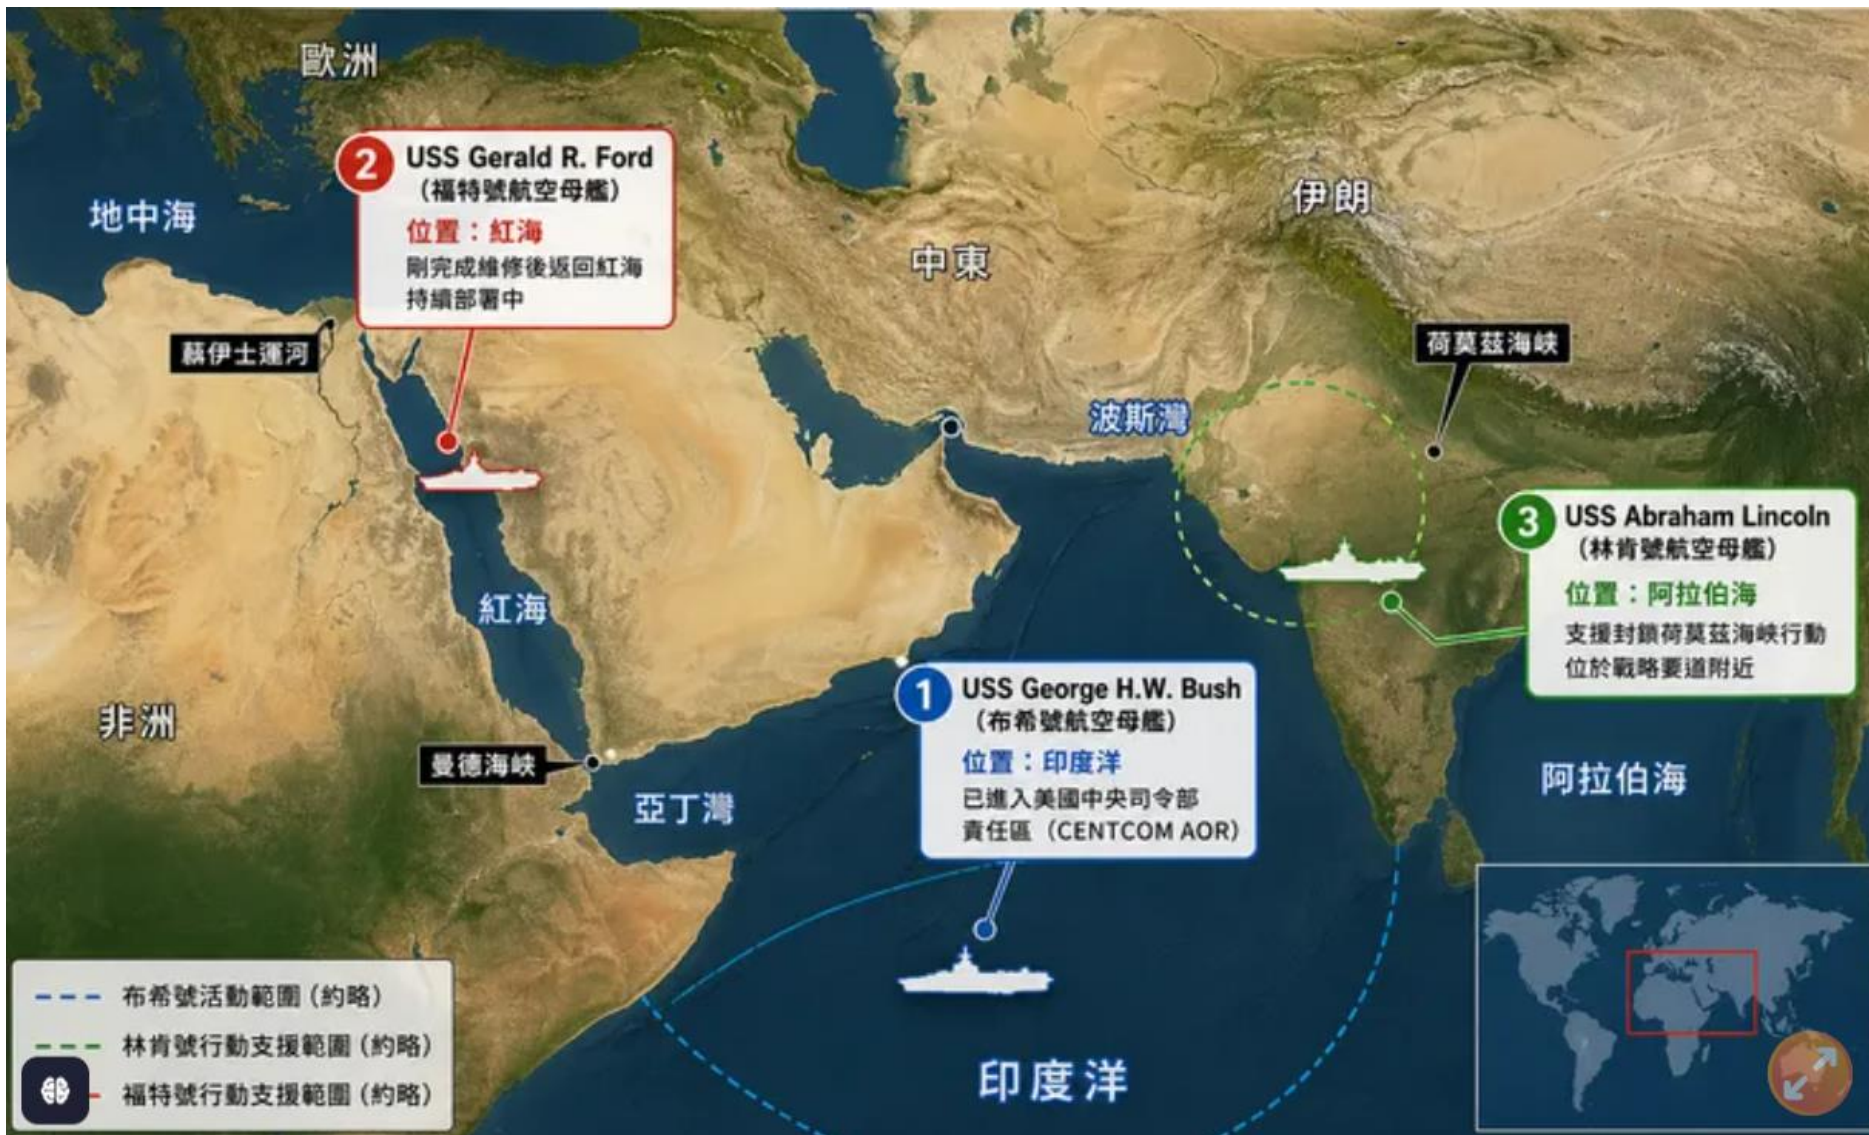 歐洲
2
USS Gerald R. Ford
(福特號航空母艦)
位置：紅海
剛完成維修後返回紅海
持續部署中
地中海
伊朗
中東
荷莫茲海峽
波斯灣
3
USS Abraham Lincoln
(林肯號航空母艦)
位置：阿拉伯海
支援封鎖荷莫茲海峽行動
位於戰略要道附近
紅海
1
USS George H.W. Bush
(布希號航空母艦)
位置：印度洋
已進入美國中央司令部
責任區（CENTCOM AOR）
非洲
曼德海峽
亞丁灣
阿拉伯海
布希號活動範圍 (約略)
林肯號行動支援範圍 (約略)
福特號行動支援範圍 (約略)
印度洋